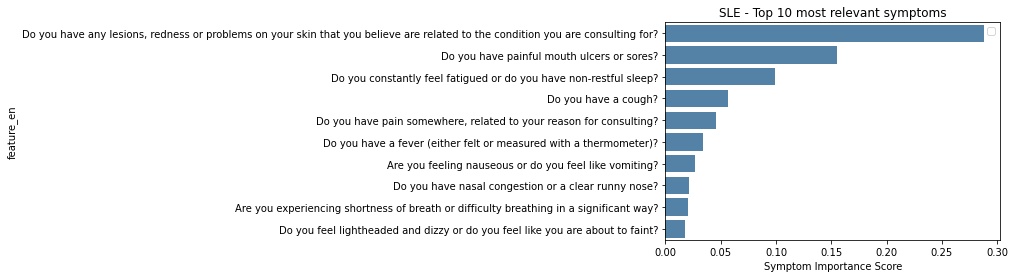 SLE - Top 10 most relevant symptoms
Do you have any lesions, redness or problems on your skin that you believe are related to the condition you are consulting for?
Do you have painful mouth ulcers or sores?
Do you constantly feel fatigued or do you have non-restful sleep?
Do you have a cough?
Do you have pain somewhere, related to your reason for consulting?
Do you have a fever (either felt or measured with a thermometer)?
Are you feeling nauseous or do you feel like vomiting?
Do you have nasal congestion or a clear runny nose?
Are you experiencing shortness of breath or difficulty breathing in a significant way?
Do you feel lightheaded and dizzy or do you feel like you are about to faint?
feature_en
0.00 0.05 0.10 0.15 0.20 0.25 0.30
Symptom Importance Score